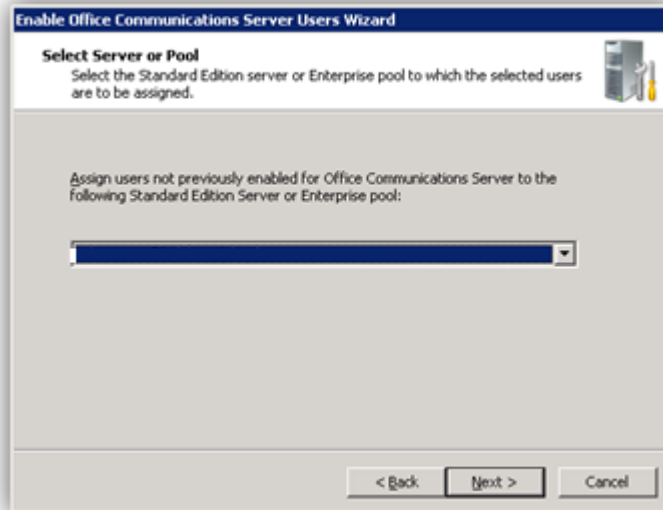 Enable Office Communications Server Users Wizard
Select Server or Pool
Select the Standard Edition server or Enterprise pool to which the selected users
are to be assigned.
Assign users not previously enabled for Office Communications Server to the
following Standard Edition Server or Enterprise pool:
< Back
Next >
Cancel